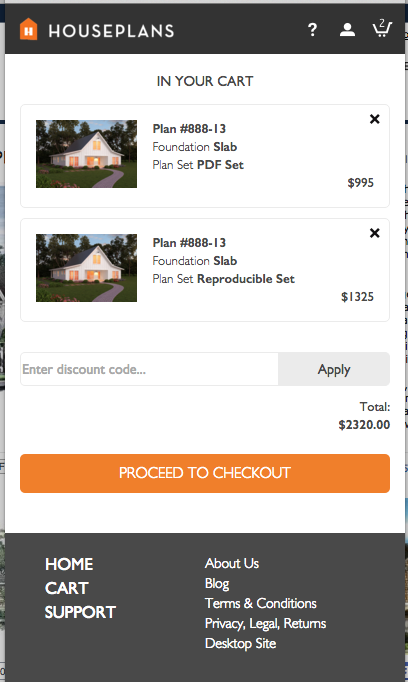 HOUSEPLANS
?
2
IN YOUR CART
Plan #888-13
Foundation Slab
Plan Set PDF Set
$995
Plan #888-13
Foundation Slab
Plan Set Reproducible Set
$1325
Enter discount code...
Apply
Total:
$2320.00
PROCEED TO CHECKOUT
HOME
CART
SUPPORT
About Us
Blog
Terms & Conditions
Privacy, Legal, Returns
Desktop Site